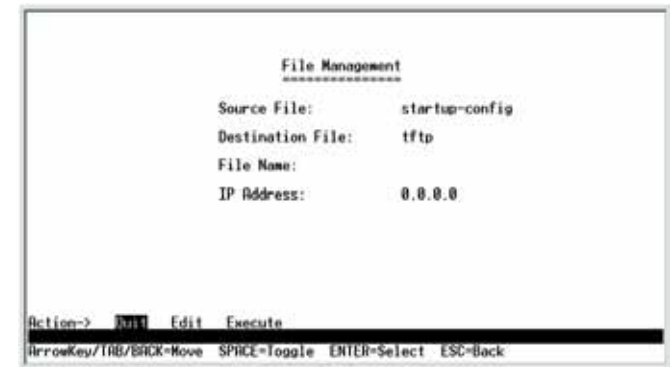 File Management
===============
Source File: startup-config
Destination File: tftp
File Name:
IP Address: 0.0.0.0
Action-> Quit Edit Execute
ArrowKey/TAB/BACK=Move SPACE=Toggle ENTER=Select ESC=Back